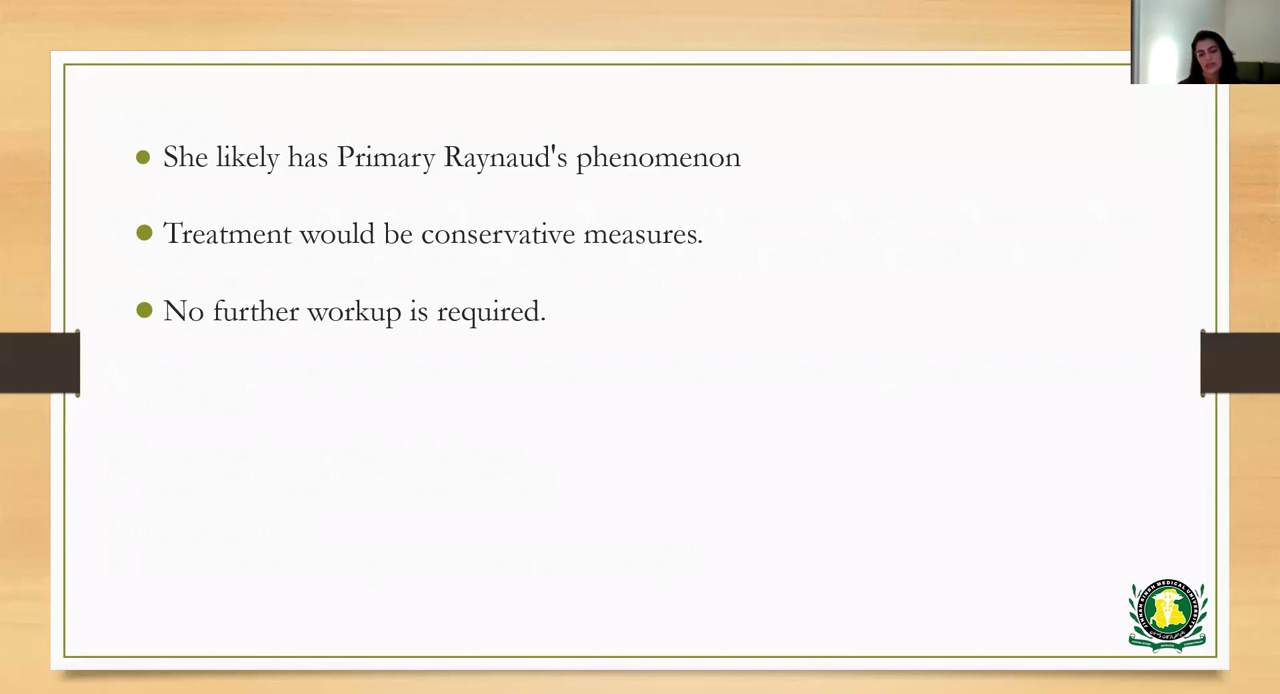 She likely has Primary Raynaud's phenomenon
Treatment would be conservative measures.
No further workup is required.